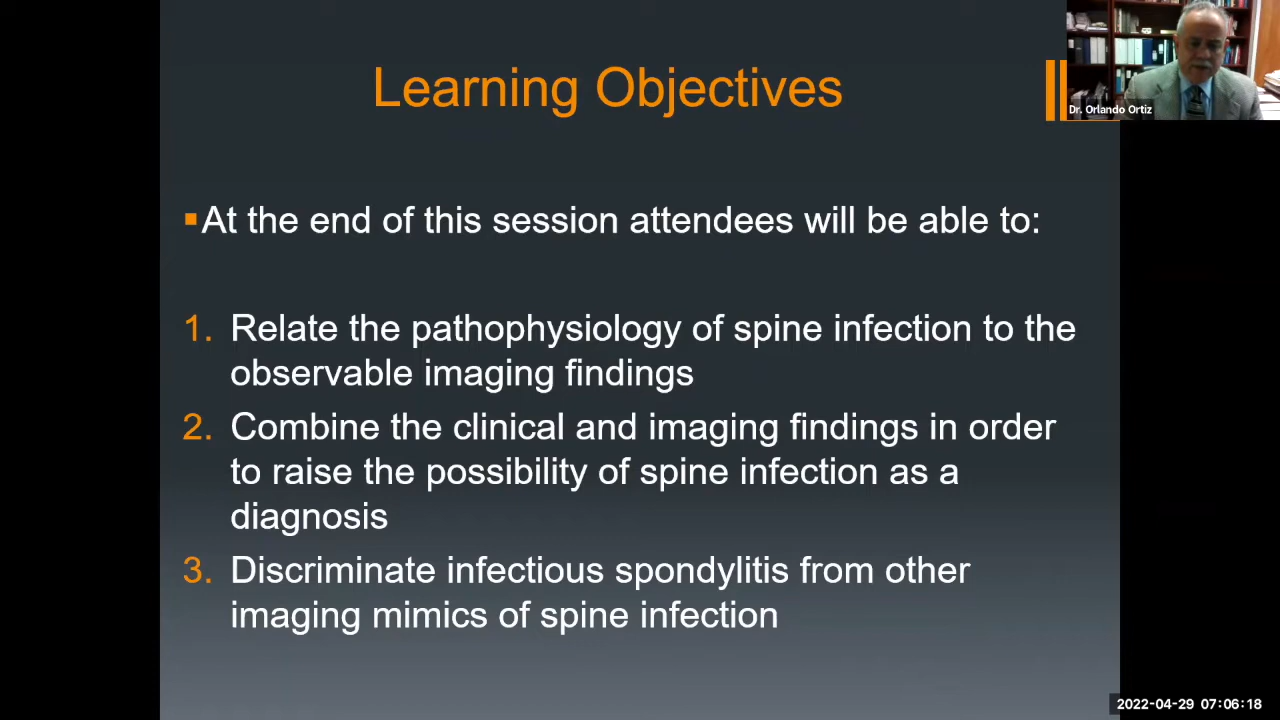 Learning Objectives
Dr. Orlando Ortiz
▪At the end of this session attendees will be able to:
1. Relate the pathophysiology of spine infection to the
observable imaging findings
2. Combine the clinical and imaging findings in order
to raise the possibility of spine infection as a
diagnosis
3. Discriminate infectious spondylitis from other
imaging mimics of spine infection
2022-04-29 07:06:18